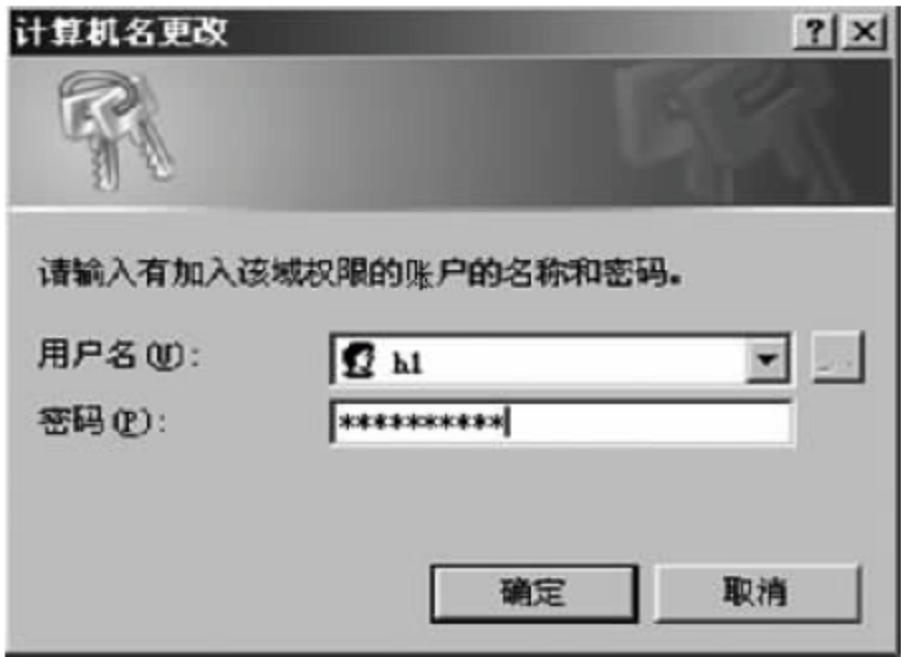 计算机名更改
请输入有加入该域权限的账户的名称和密码。
用户名(U): h1
密码(P): **********
确定 取消